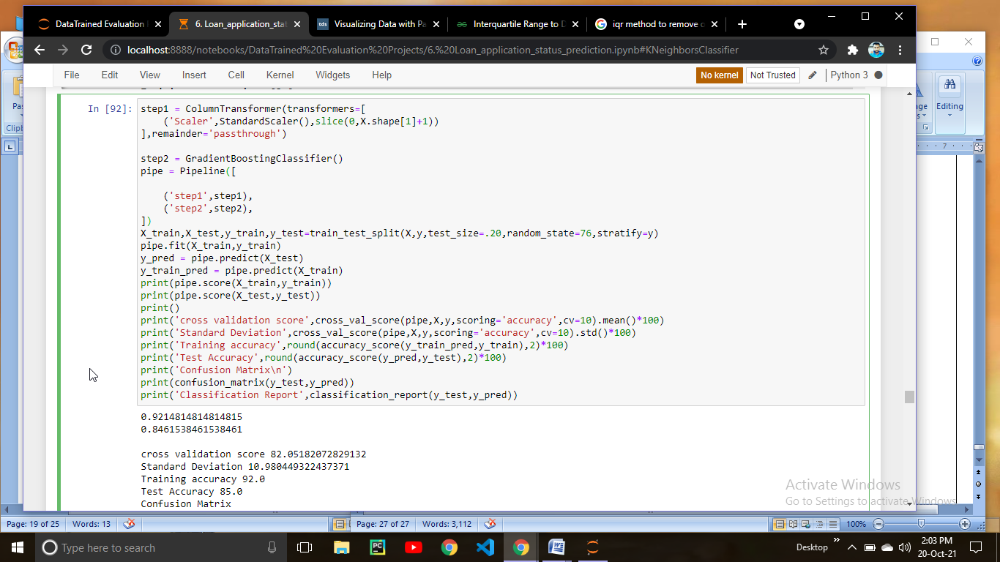 DataTrained Evaluation
6. Loan_application_stat
tds Visualizing Data with Pa
Interquartile Range to D
iqr method to remove o
localhost:8888/notebooks/DataTrained%20Evaluation%20Projects/6.%20Loan_application_status_prediction.ipynb#KNeighborsClassifier
File Edit View Insert Cell Kernel Widgets Help
No kernel Not Trusted Python 3
In [92]:
step1 = ColumnTransformer(transformers=[
    ('Scaler',StandardScaler(),slice(0,X.shape[1]+1))
],remainder='passthrough')
step2 = GradientBoostingClassifier()
pipe = Pipeline([
    ('step1',step1),
    ('step2',step2),
])
X_train,X_test,y_train,y_test=train_test_split(X,y,test_size=.20,random_state=76,stratify=y)
pipe.fit(X_train,y_train)
y_pred = pipe.predict(X_test)
y_train_pred = pipe.predict(X_train)
print(pipe.score(X_train,y_train))
print(pipe.score(X_test,y_test))
print()
print('cross validation score',cross_val_score(pipe,X,y,scoring='accuracy',cv=10).mean()*100)
print('Standard Deviation',cross_val_score(pipe,X,y,scoring='accuracy',cv=10).std()*100)
print('Training accuracy',round(accuracy_score(y_train_pred,y_train),2)*100)
print('Test Accuracy',round(accuracy_score(y_pred,y_test),2)*100)
print('Confusion Matrix\n')
print(confusion_matrix(y_test,y_pred))
print('Classification Report',classification_report(y_test,y_pred))
0.9214814814814815
0.8461538461538461
cross validation score 82.05182072829132
Standard Deviation 10.980449322437371
Training accuracy 92.0
Test Accuracy 85.0
Confusion Matrix
Editing
7
Activate Windows
Go to Settings to activate Windows.
Page: 19 of 25 Words: 13
Page: 27 of 27 Words: 3,112
100%
Type here to search
Desktop
2:03 PM
20-Oct-21